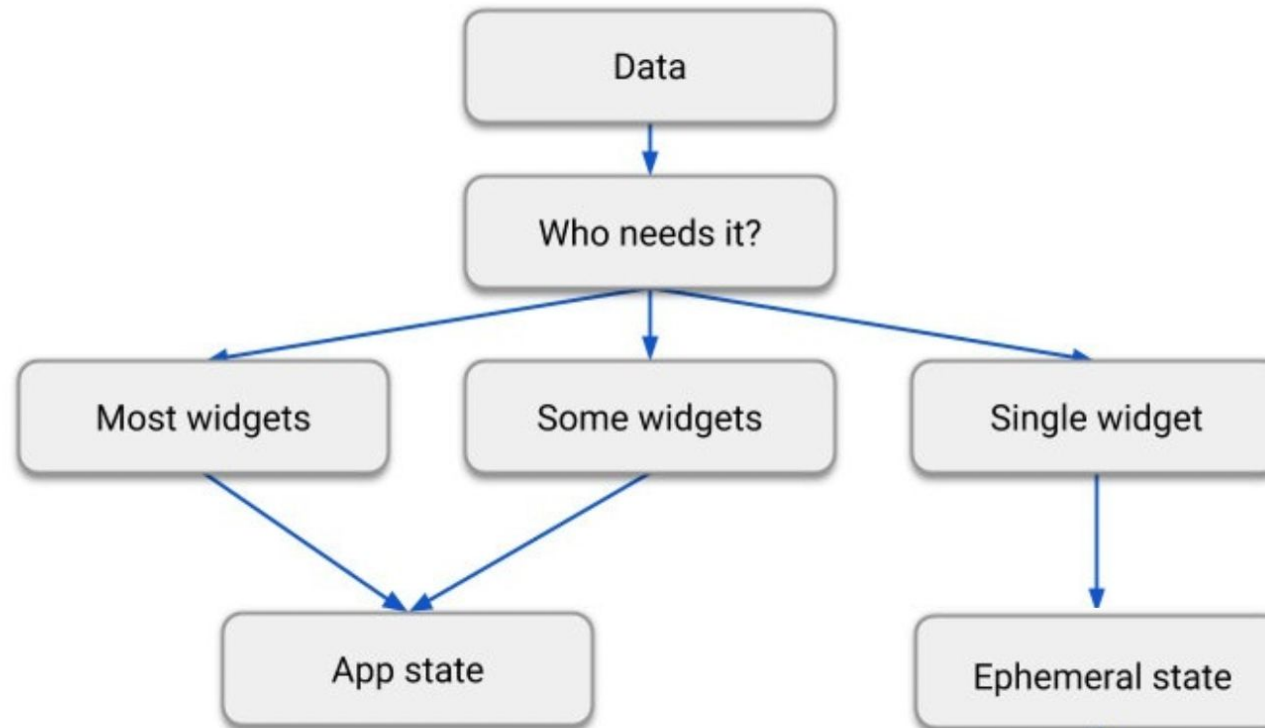 Data
Who needs it?
Most widgets
Some widgets
Single widget
App state
Ephemeral state